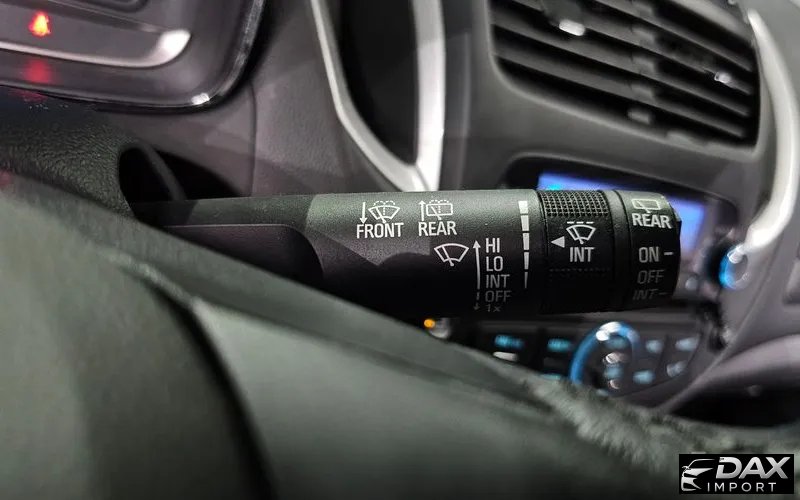 FRONT
REAR
HI
LO
INT
OFF
1x
INT
REAR
ON
OFF
INT
DAX
IMPORT